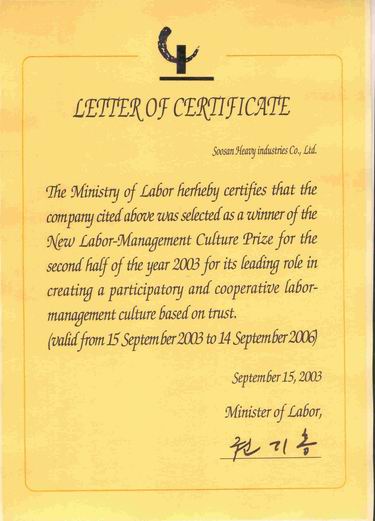 LETTER OF CERTIFICATE
Soosan Heavy industries Co., Ltd.
The Ministry of Labor herheby certifies that the
company cited above was selected as a winner of the
New Labor-Management Culture Prize for the
second half of the year 2003 for its leading role in
creating a participatory and cooperative labor-
management culture based on trust.
(valid from 15 September 2003 to 14 September 2006)
September 15, 2003
Minister of Labor,
권기홍